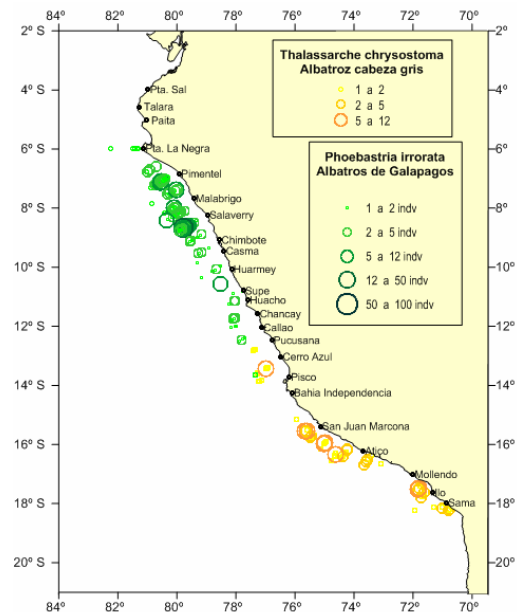 84° 82° 80° 78° 76° 74° 72° 70°
2° S 2° S
Thalassarche chrysostoma
Albatroz cabeza gris
1 a 2
2 a 5
5 a 12
4° S 4° S
Pta. Sal
Talara
Paita
6° S 6° S
Pta. La Negra
Phoebastria irrorata
Albatros de Galapagos
1 a 2 indv
2 a 5 indv
5 a 12 indv
12 a 50 indv
50 a 100 indv
Pimentel
Malabrigo
8° S 8° S
Salaverry
Chimbote
Casma
10° S 10° S
Huarmey
Supe
Huacho
Chancay
12° S 12° S
Callao
Pucusana
Cerro Azul
Pisco
14° S 14° S
Bahia Independencia
San Juan Marcona
16° S 16° S
Atico
Mollendo
Ilo
18° S 18° S
Sama
20° S 20° S
84° 82° 80° 78° 76° 74° 72° 70°